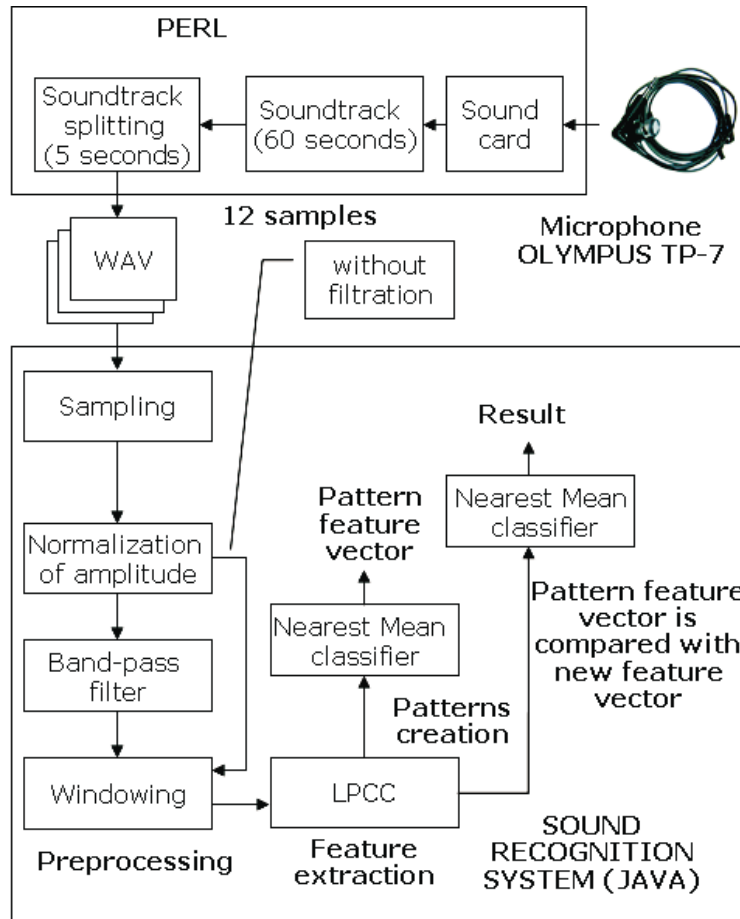 PERL
Soundtrack
splitting
(5 seconds)
Soundtrack
(60 seconds)
Sound
card
Microphone
OLYMPUS TP-7
12 samples
WAV
without
filtration
Sampling
Normalization
of amplitude
Band-pass
filter
Windowing
Preprocessing
LPCC
Feature
extraction
Patterns
creation
Nearest Mean
classifier
Pattern
feature
vector
Result
Nearest Mean
classifier
Pattern feature
vector is
compared with
new feature
vector
SOUND
RECOGNITION
SYSTEM (JAVA)